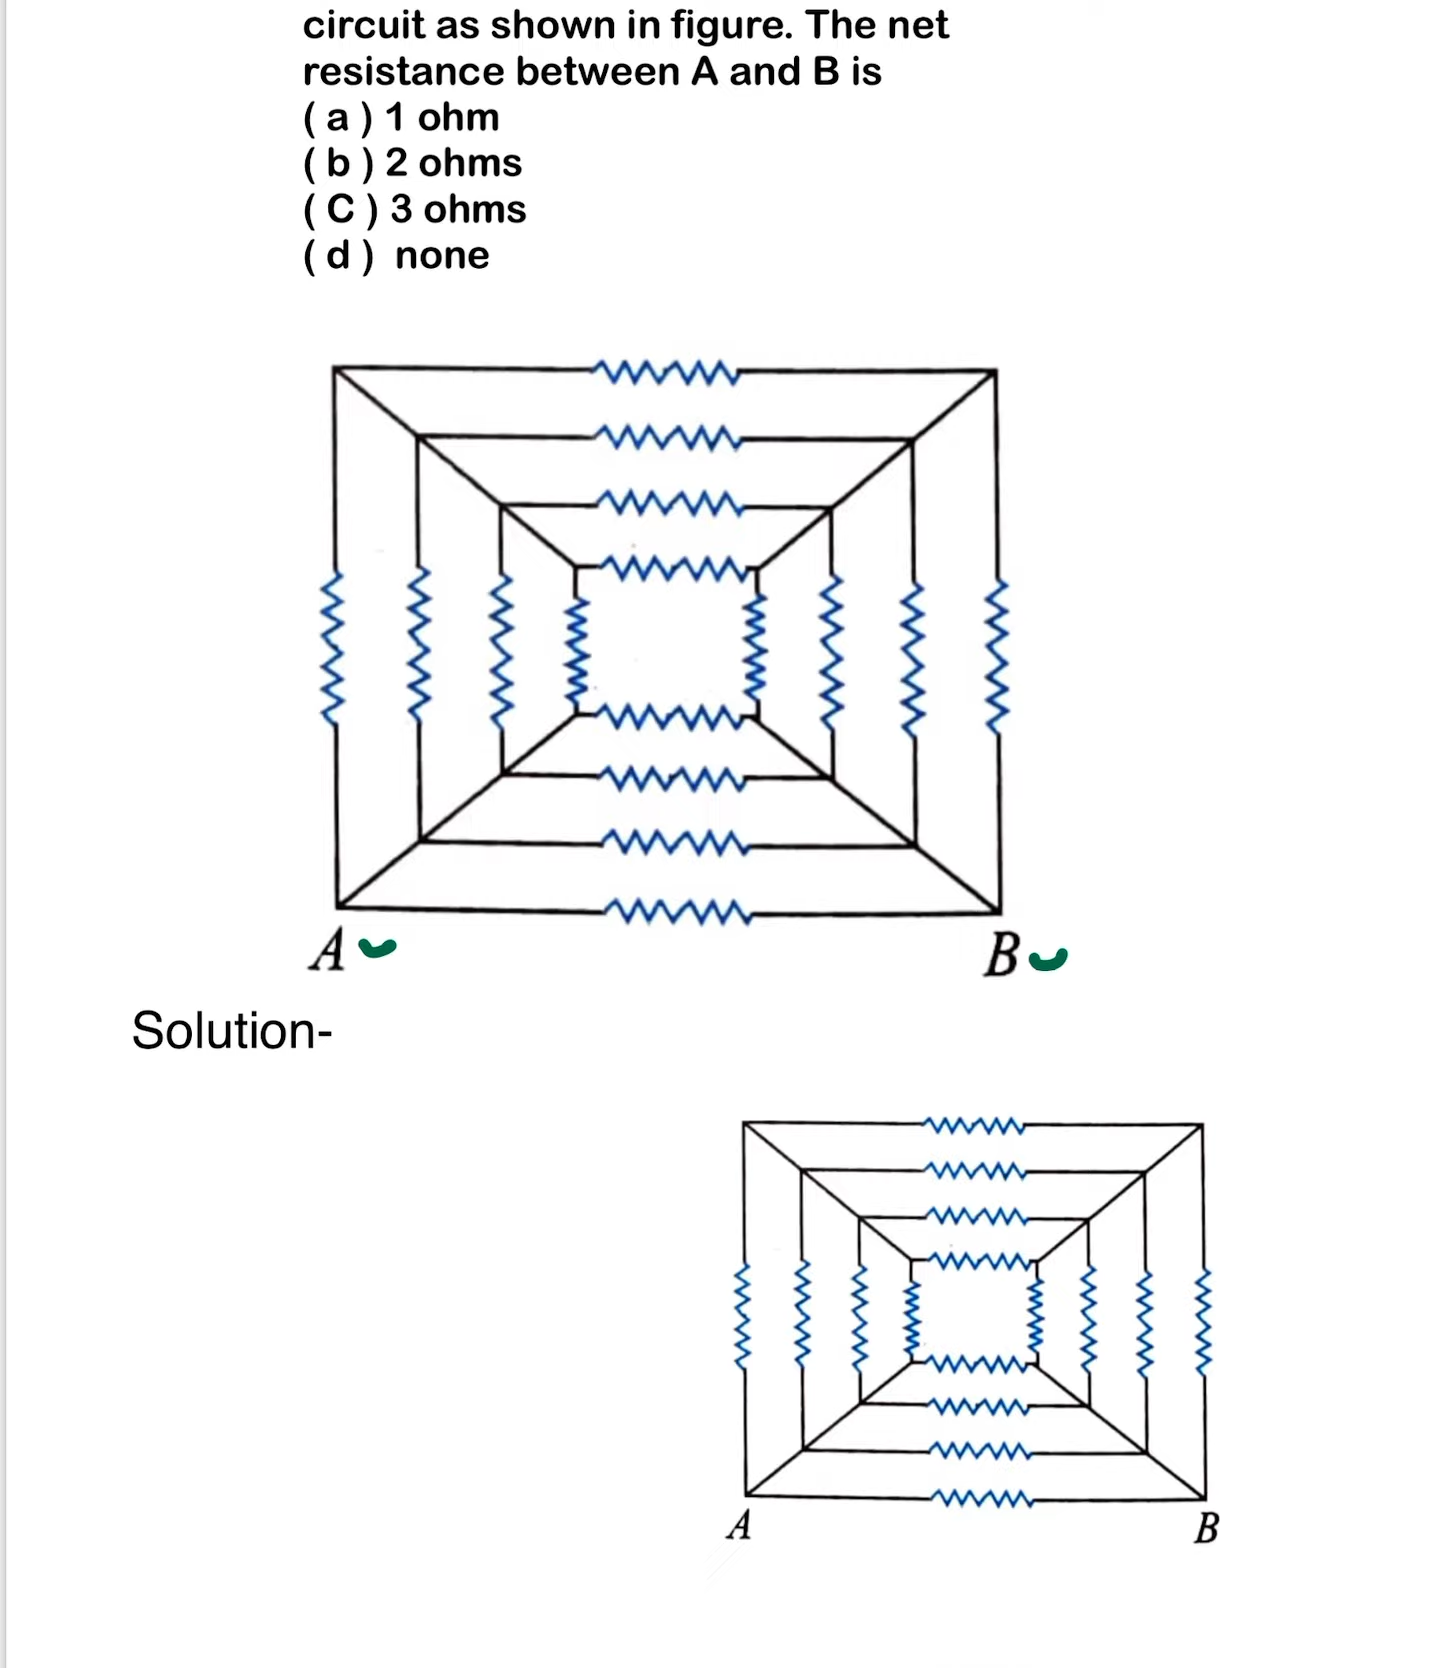 circuit as shown in figure. The net
resistance between A and B is
( a ) 1 ohm
( b ) 2 ohms
( C ) 3 ohms
( d ) none
A B
Solution-
A B